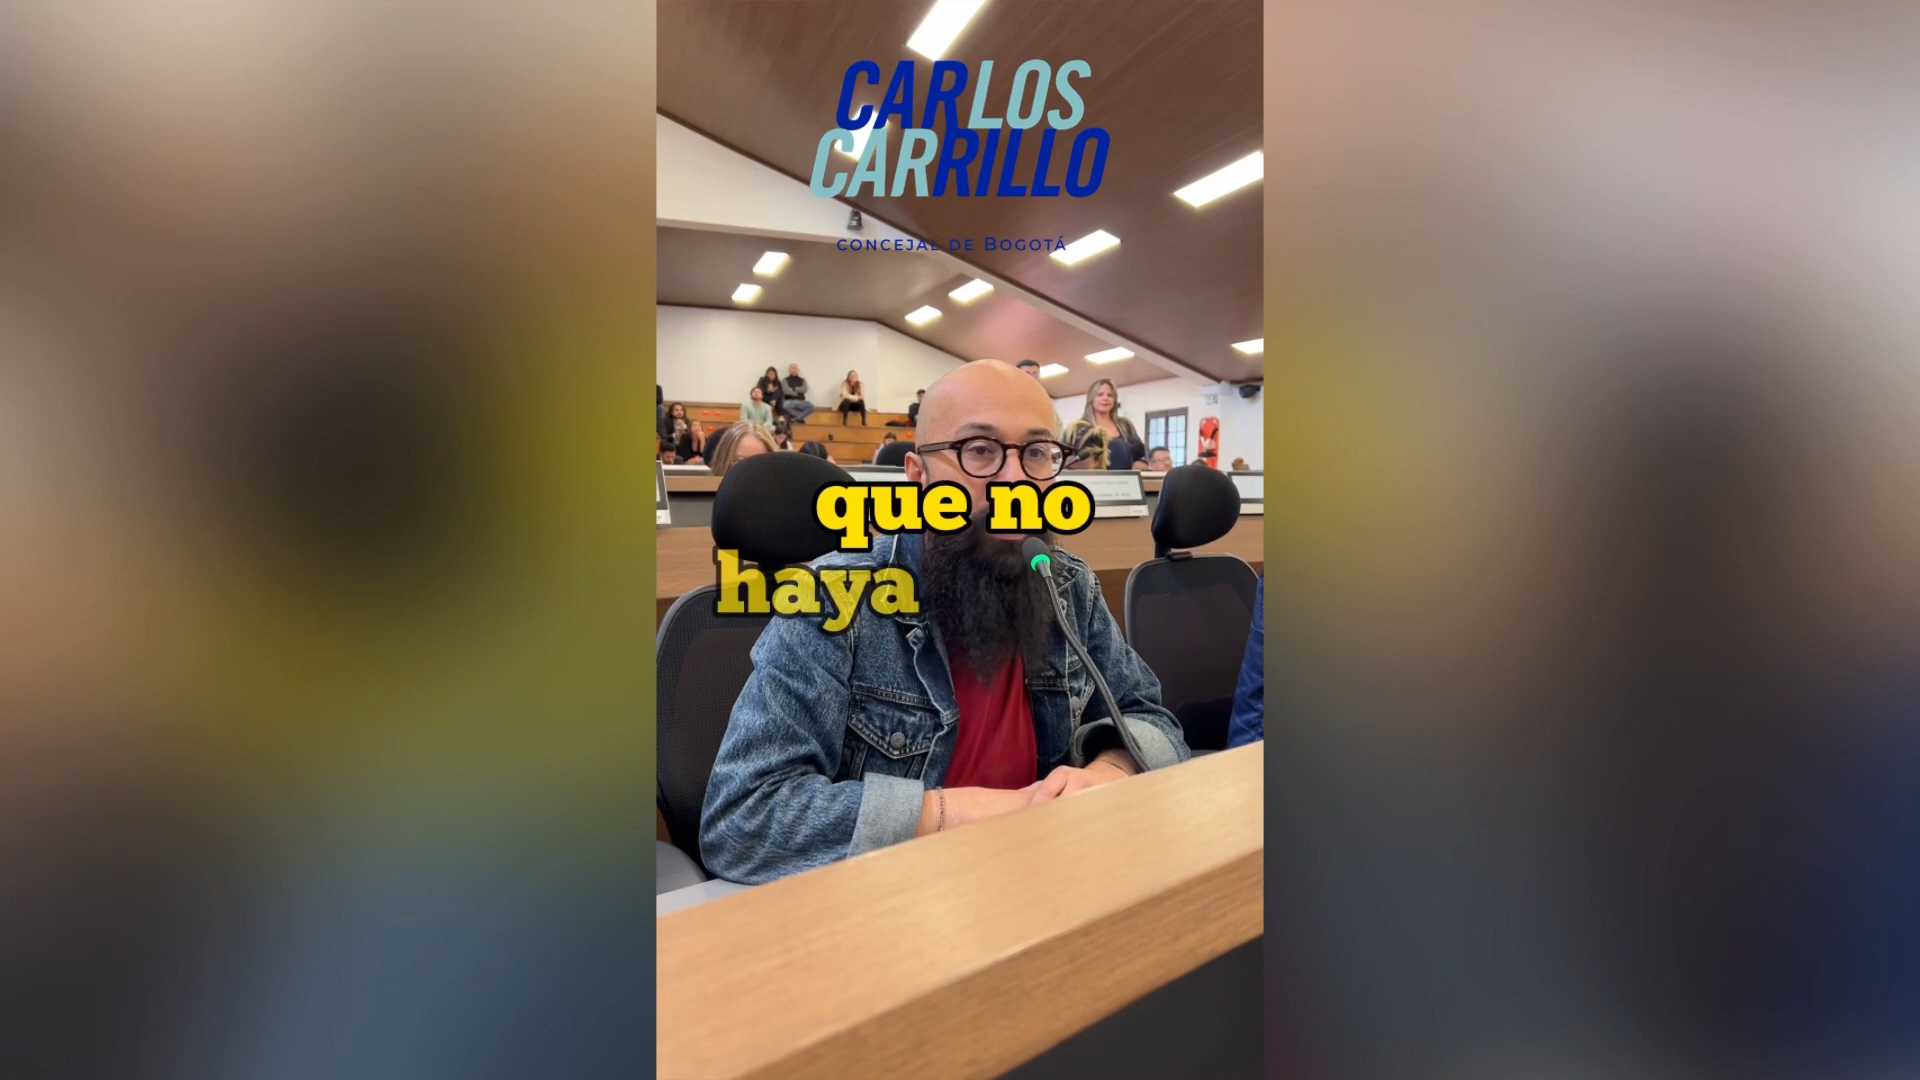 CARLOS
CARRILLO
CONCEJAL DE BOGOTÁ
que no
haya